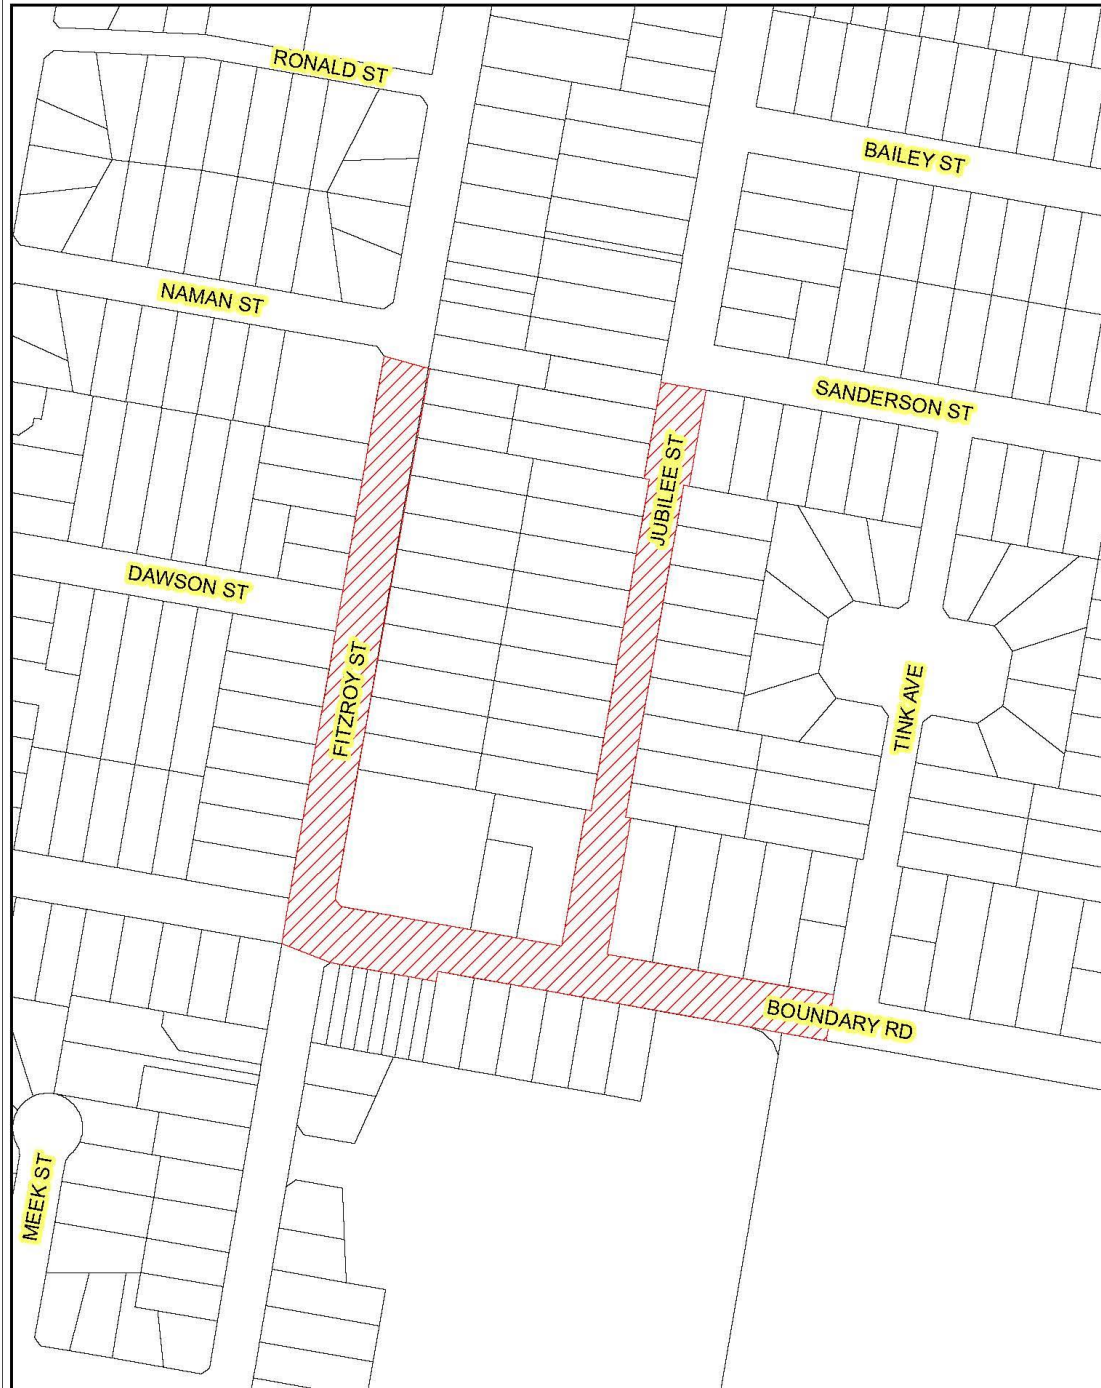 RONALD ST
BAILEY ST
NAMAN ST
SANDERSON ST
JUBILEE ST
DAWSON ST
FITZROY ST
TINK AVE
BOUNDARY RD
MEEK ST